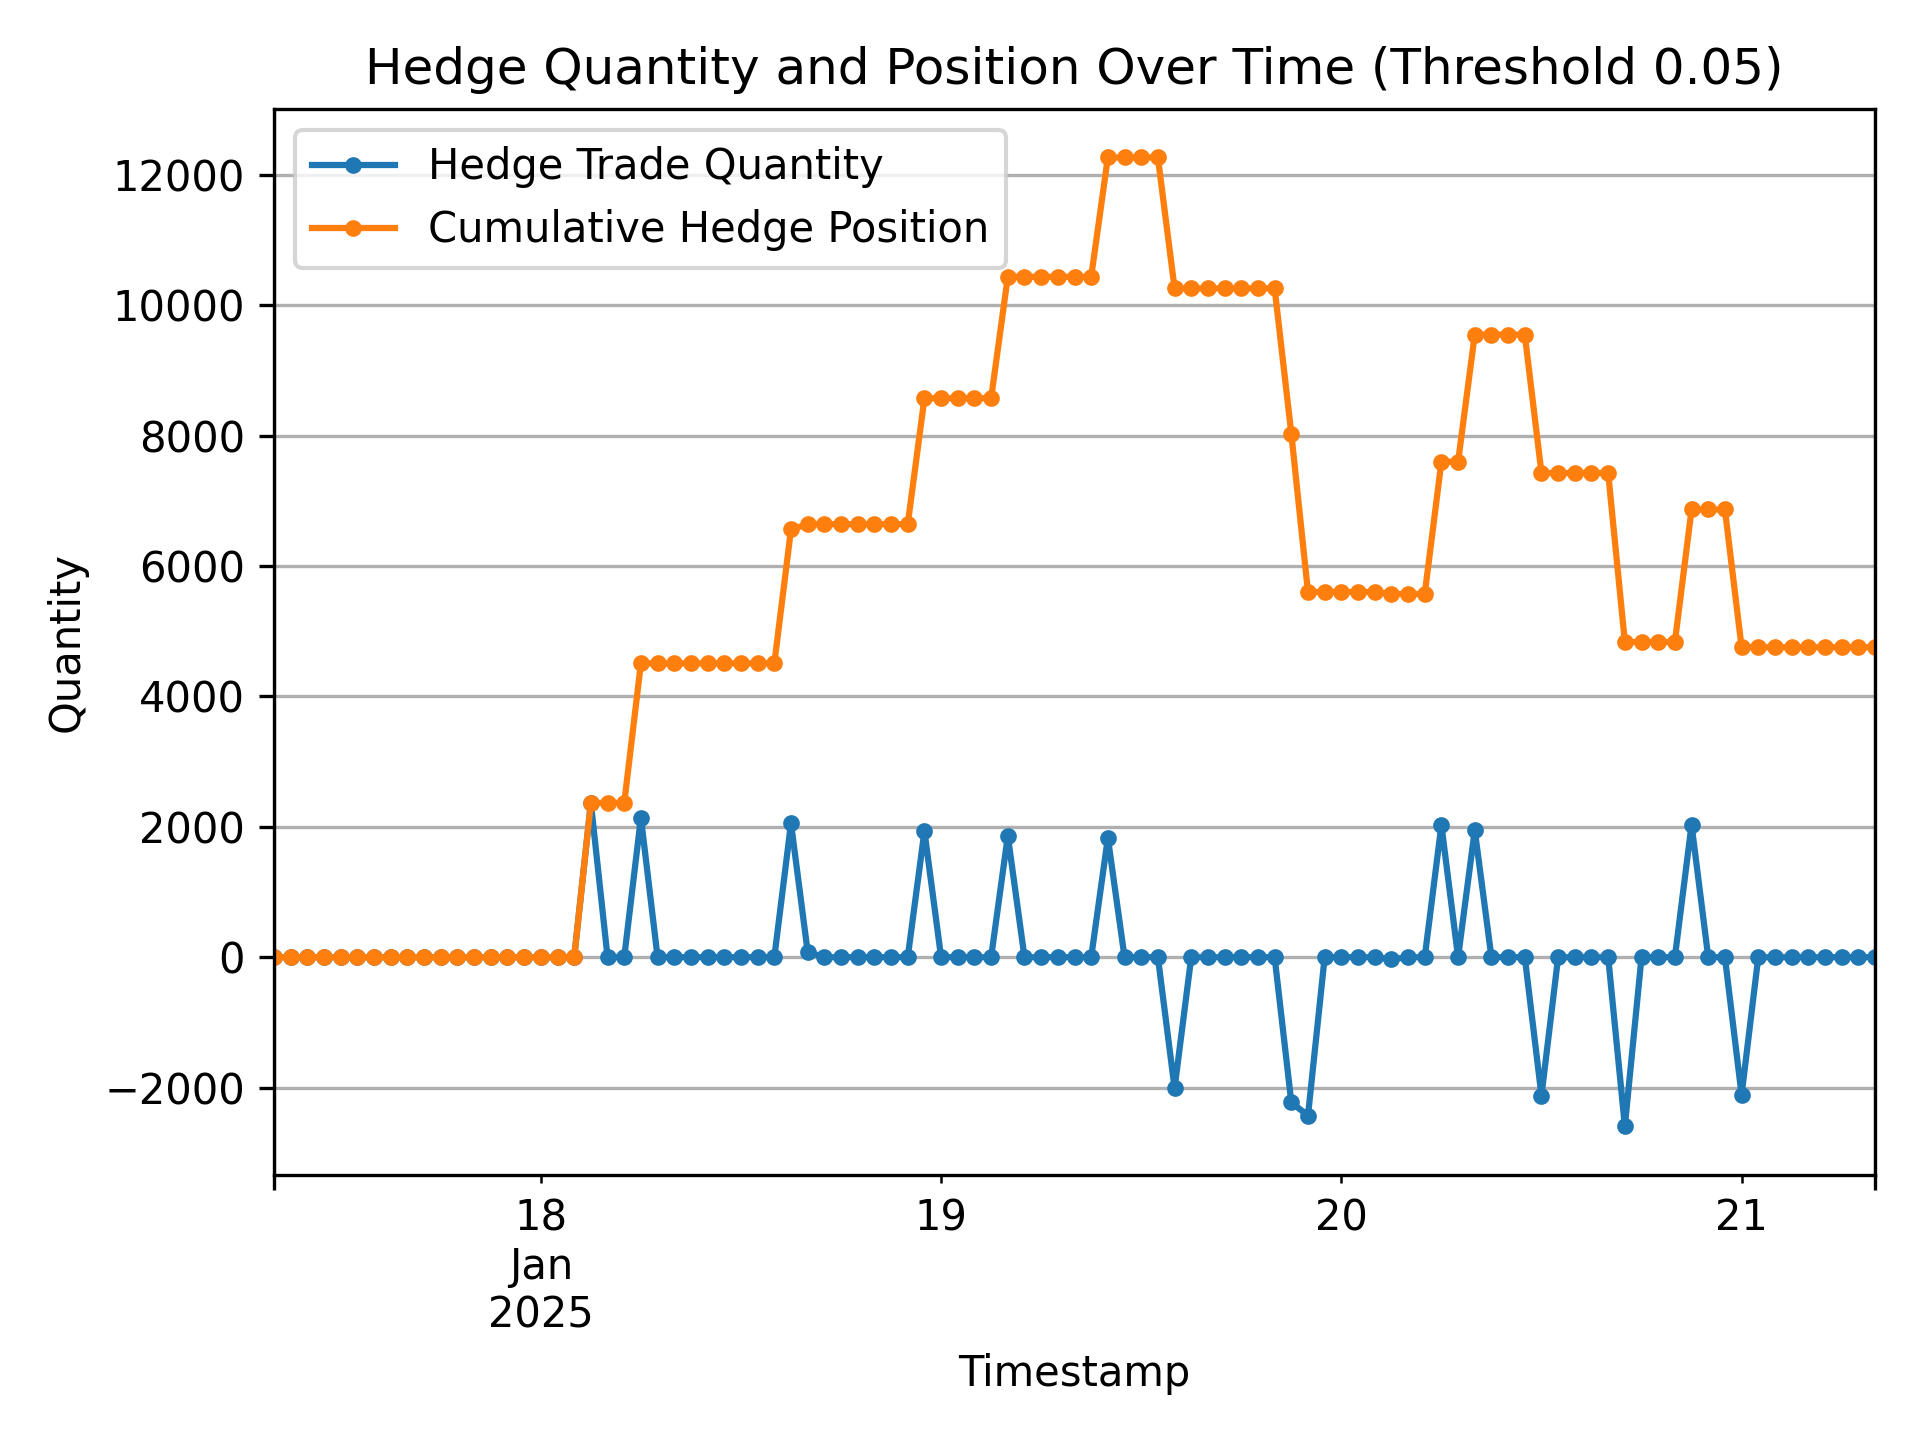 Hedge Quantity and Position Over Time (Threshold 0.05)
Hedge Trade Quantity
Cumulative Hedge Position
12000
10000
8000
6000
4000
2000
0
−2000
Quantity
18
19
20
21
Jan
2025
Timestamp